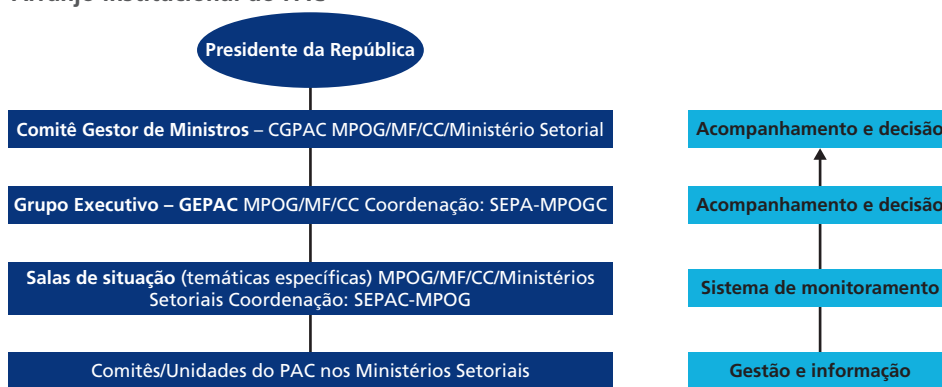 Presidente da República
Comitê Gestor de Ministros – CGPAC MPOG/MF/CC/Ministério Setorial
Acompanhamento e decisão
Grupo Executivo – GEPAC MPOG/MF/CC Coordenação: SEPA-MPOGC
Acompanhamento e decisão
Salas de situação (temáticas específicas) MPOG/MF/CC/Ministérios
Setoriais Coordenação: SEPAC-MPOG
Sistema de monitoramento
Comitês/Unidades do PAC nos Ministérios Setoriais
Gestão e informação